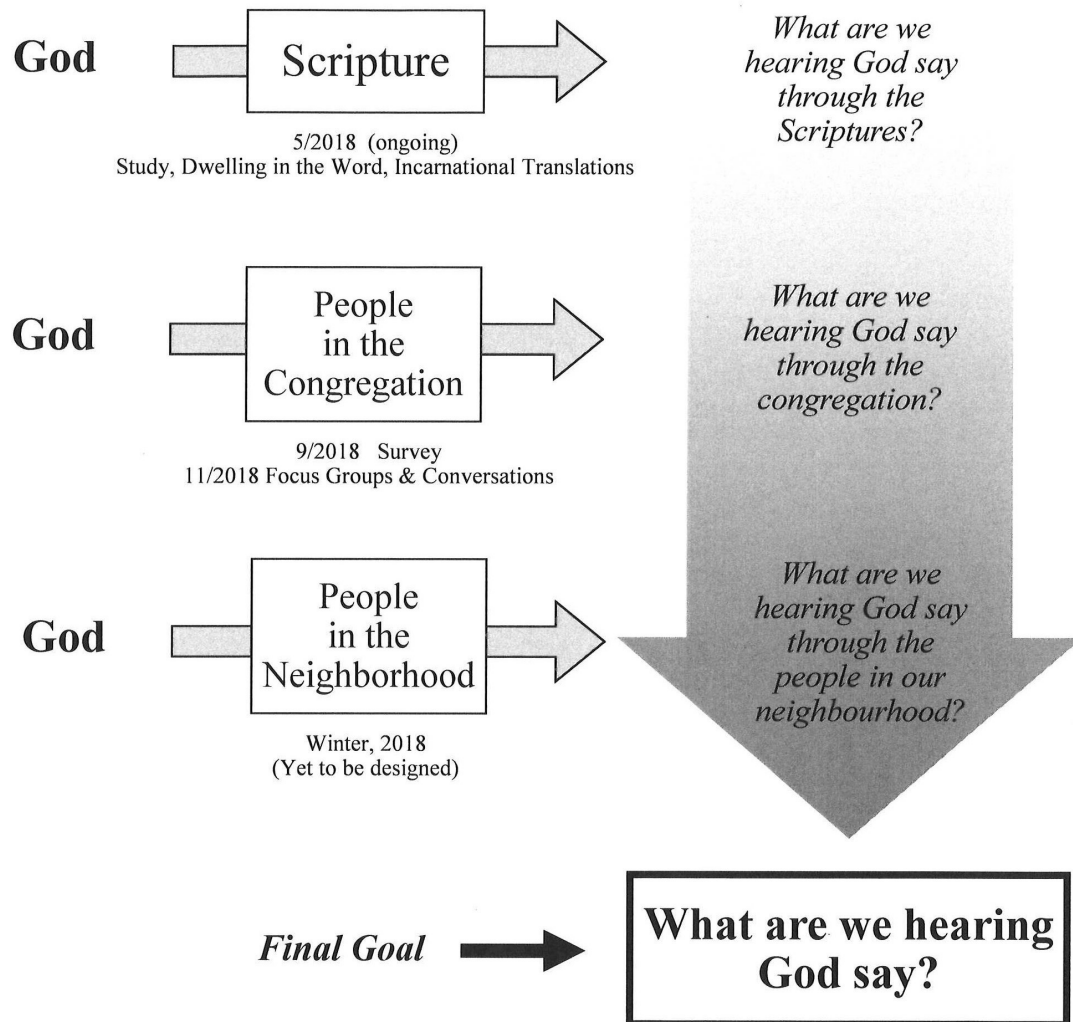 God
Scripture
5/2018 (ongoing)
Study, Dwelling in the Word, Incarnational Translations
What are we
hearing God say
through the
Scriptures?
God
People
in the
Congregation
9/2018 Survey
11/2018 Focus Groups & Conversations
What are we
hearing God say
through the
congregation?
God
People
in the
Neighborhood
Winter, 2018
(Yet to be designed)
What are we
hearing God say
through the
people in our
neighbourhood?
Final Goal
What are we hearing
God say?